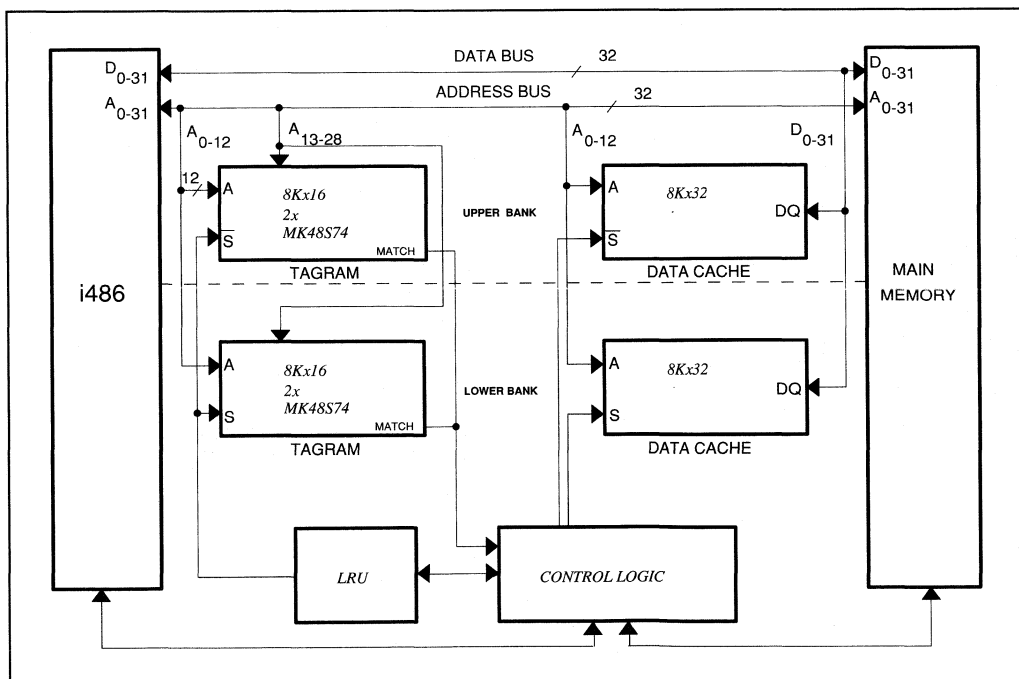 DATA BUS 32
D0-31
D0-31
ADDRESS BUS 32
A0-31
A0-31
A0-12
A13-28
A0-12
D0-31
12
A
8Kx16
2x
MK48S74
S̅
MATCH
TAGRAM
UPPER BANK
A
8Kx32
S̅
DQ
DATA CACHE
i486
MAIN
MEMORY
A
8Kx16
2x
MK48S74
S
MATCH
TAGRAM
LOWER BANK
A
8Kx32
S
DQ
DATA CACHE
LRU
CONTROL LOGIC